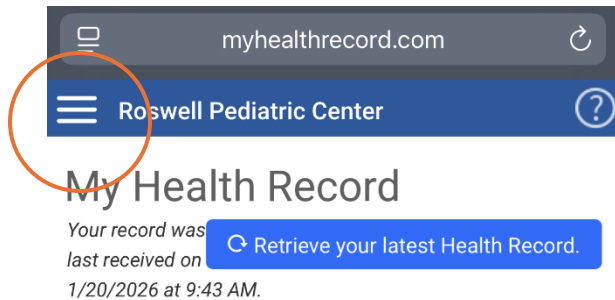 myhealthrecord.com
Roswell Pediatric Center
?
My Health Record
Your record was
last received on
1/20/2026 at 9:43 AM.
Retrieve your latest Health Record.